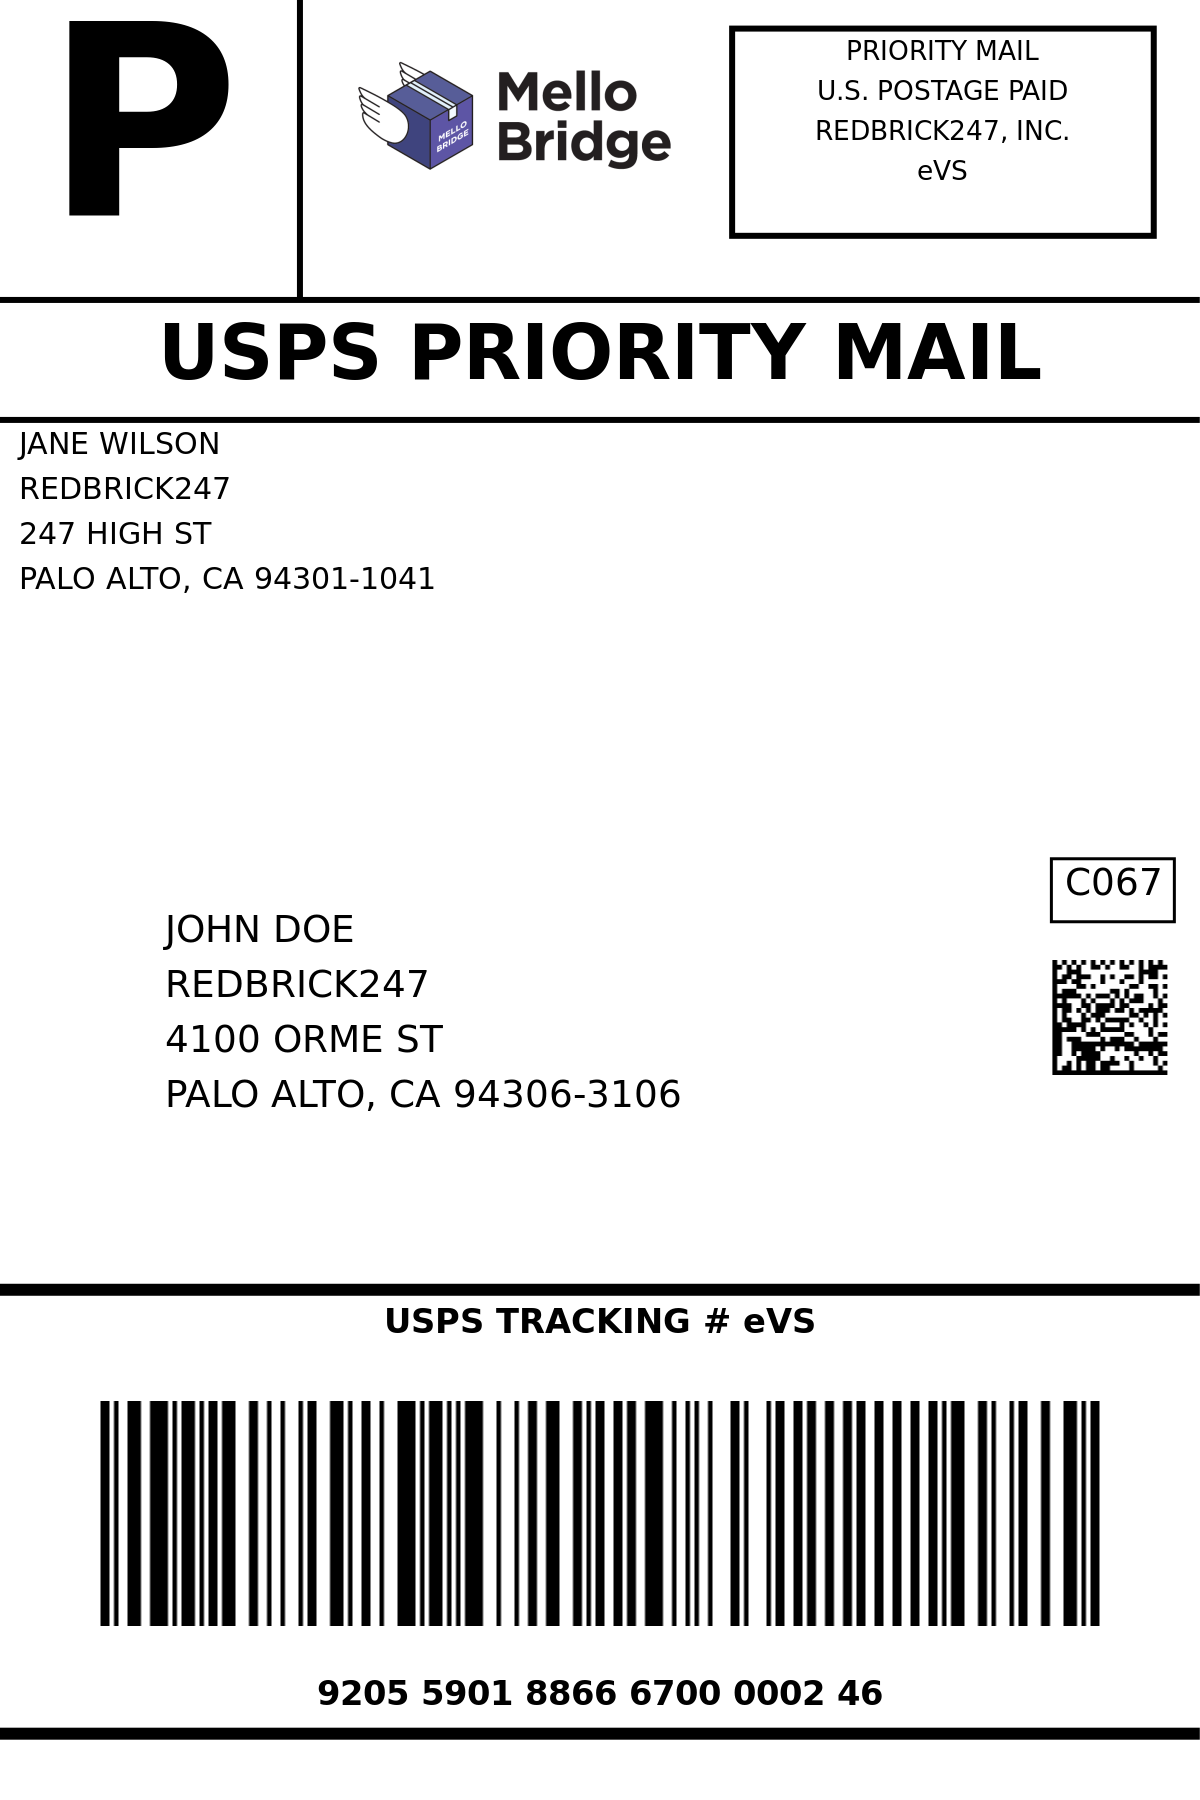 P
Mello
Bridge
MELLO
BRIDGE
PRIORITY MAIL
U.S. POSTAGE PAID
REDBRICK247, INC.
eVS
USPS PRIORITY MAIL
JANE WILSON
REDBRICK247
247 HIGH ST
PALO ALTO, CA 94301-1041
C067
JOHN DOE
REDBRICK247
4100 ORME ST
PALO ALTO, CA 94306-3106
USPS TRACKING # eVS
9205 5901 8866 6700 0002 46